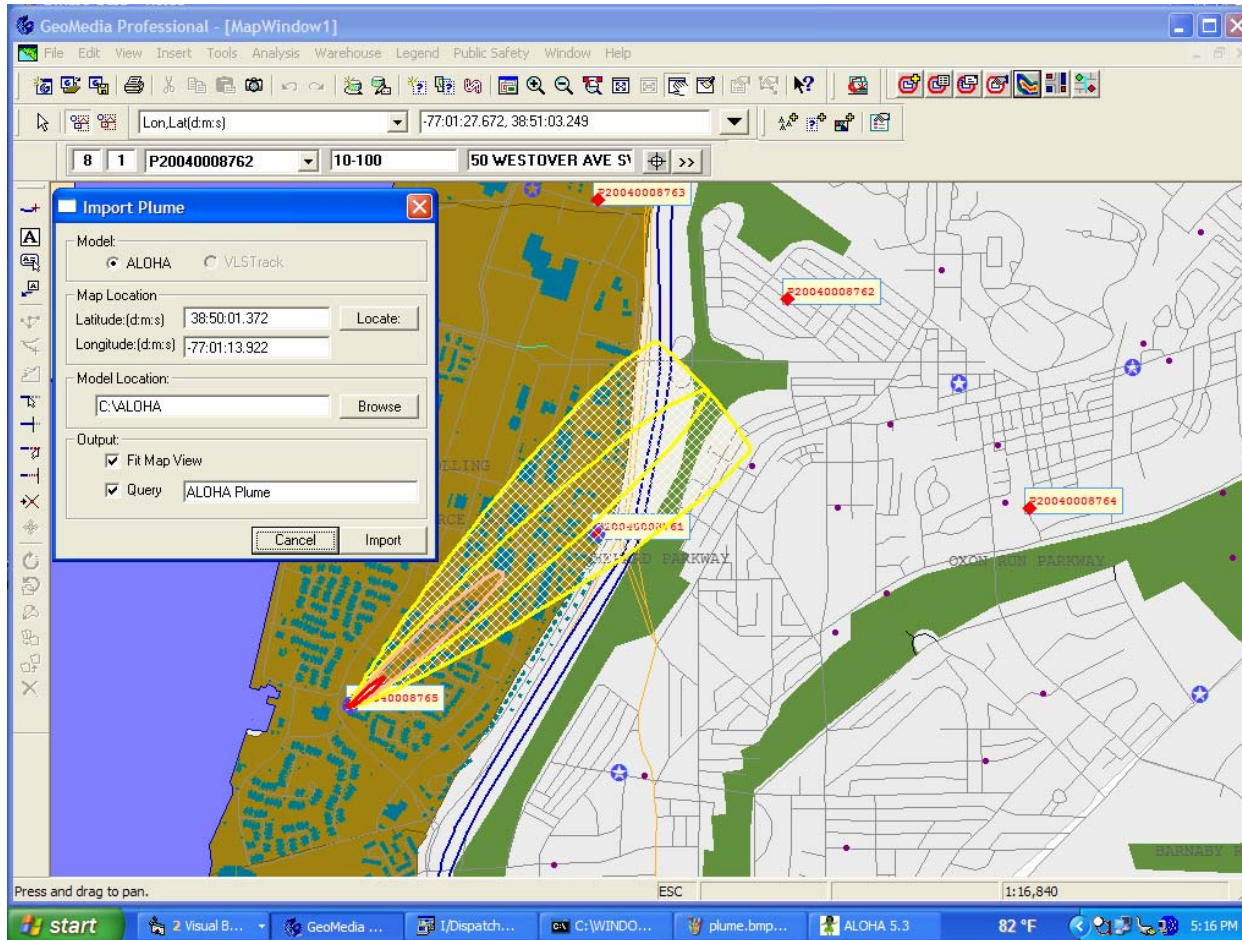 GeoMedia Professional - [MapWindow1]
File Edit View Insert Tools Analysis Warehouse Legend Public Safety Window Help
Lon,Lat(d:m:s) -77:01:27.672, 38:51:03.249
8 1 P20040008762 10-100 50 WESTOVER AVE >>
P20040008763
Import Plume
Model:
ALOHA VLSTrack
Map Location
Latitude:(d:m:s) 38:50:01.372 Locate:
Longitude:(d:m:s) -77:01:13.922
Model Location:
C:\ALOHA Browse
Output:
Fit Map View
Query ALOHA Plume
Cancel Import
P20040008762
P20040008764
PARKWAY
OXON RUN PARKWAY
BARNABY
Press and drag to pan. ESC 1:16,840
start 2 Visual B... GeoMedia ... I/Dispatch... C:\WINDO... plume.bmp... ALOHA 5.3 82 °F 5:16 PM